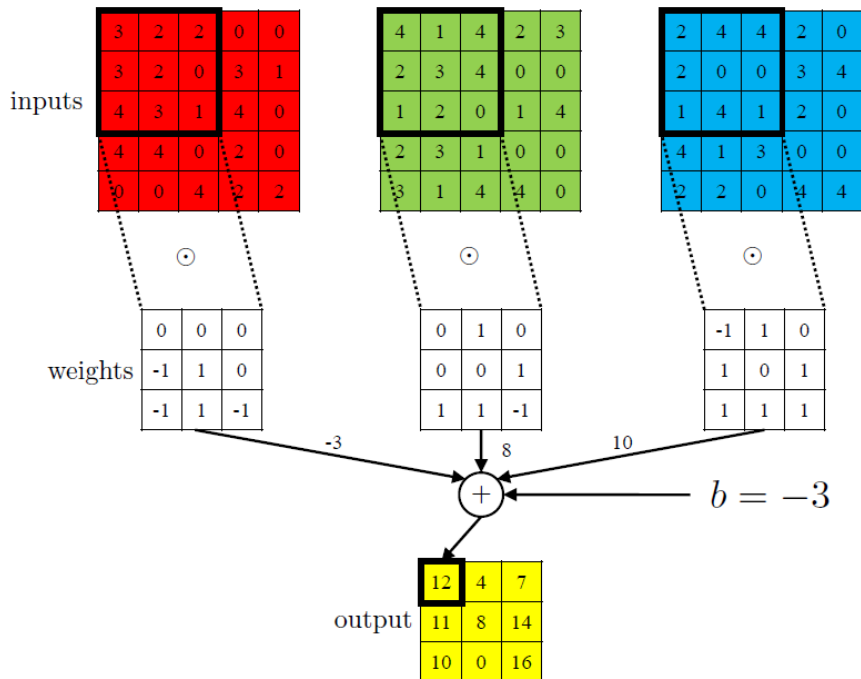 3 2 2 0 0 4 1 4 2 3 2 4 4 2 0
3 2 0 3 1 2 3 4 0 0 2 0 0 3 4
inputs
4 3 1 4 0 1 2 0 1 4 1 4 1 2 0
4 4 0 2 0 2 3 1 0 0 4 1 3 0 0
0 0 4 2 2 3 1 4 4 0 2 2 0 4 4
⊙ ⊙ ⊙
0 0 0 0 1 0 -1 1 0
weights -1 1 0 0 0 1 1 0 1
-1 1 -1 1 1 -1 1 1 1
-3 8 10
+ b = −3
12 4 7
output 11 8 14
10 0 16